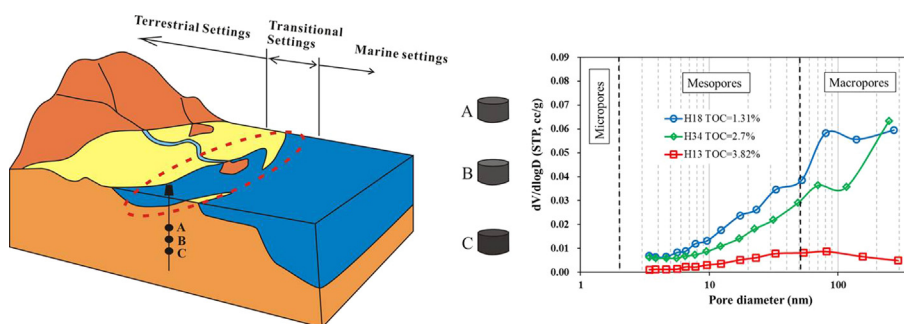 Terrestrial Settings
Transitional
Settings
Marine settings
A
B
C
A
B
C
dV/dlogD (STP, cc/g)
0.09
0.08
0.07
0.06
0.05
0.04
0.03
0.02
0.01
0.00
Micropores
Mesopores
Macropores
H18 TOC=1.31%
H34 TOC=2.7%
H13 TOC=3.82%
1
10
100
Pore diameter (nm)